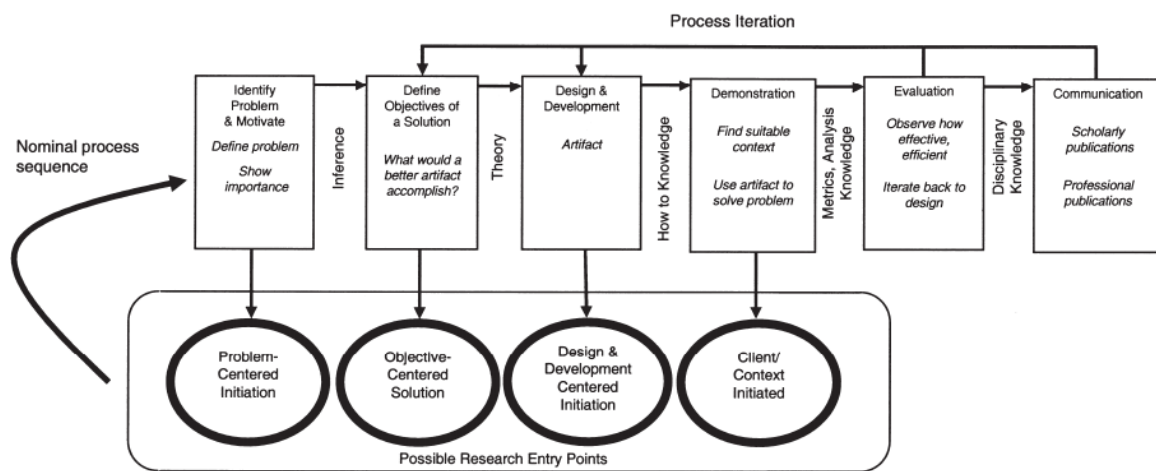 Process Iteration
Nominal process
sequence
Identify
Problem
& Motivate
Define problem
Show
importance
Inference
Define
Objectives of
a Solution
What would a
better artifact
accomplish?
Theory
Design &
Development
Artifact
How to Knowledge
Demonstration
Find suitable
context
Use artifact to
solve problem
Metrics, Analysis
Knowledge
Evaluation
Observe how
effective,
efficient
Iterate back to
design
Disciplinary
Knowledge
Communication
Scholarly
publications
Professional
publications
Problem-
Centered
Initiation
Objective-
Centered
Solution
Design &
Development
Centered
Initiation
Client/
Context
Initiated
Possible Research Entry Points